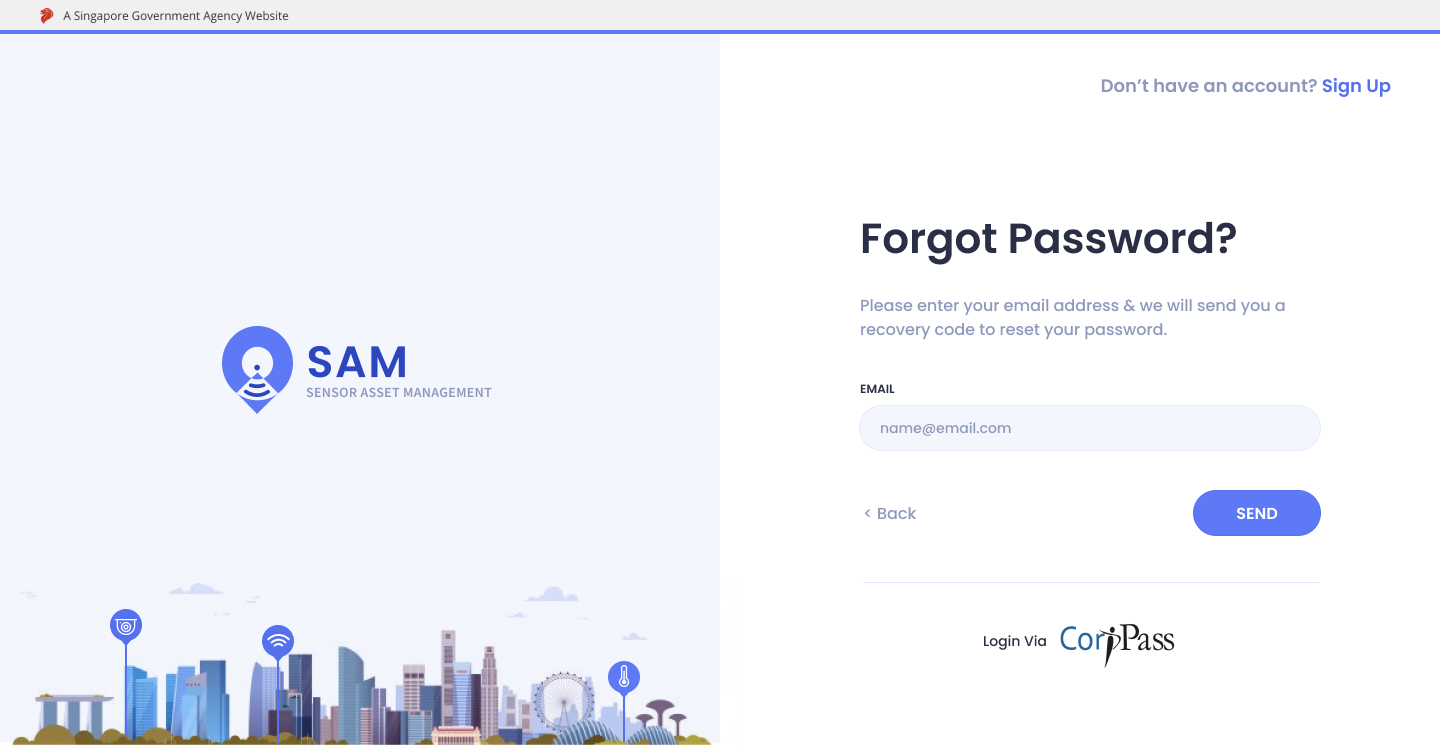 A Singapore Government Agency Website
Don’t have an account? Sign Up
SAM
SENSOR ASSET MANAGEMENT
Forgot Password?
Please enter your email address & we will send you a
recovery code to reset your password.
EMAIL
name@email.com
< Back
SEND
Login Via CorpPass